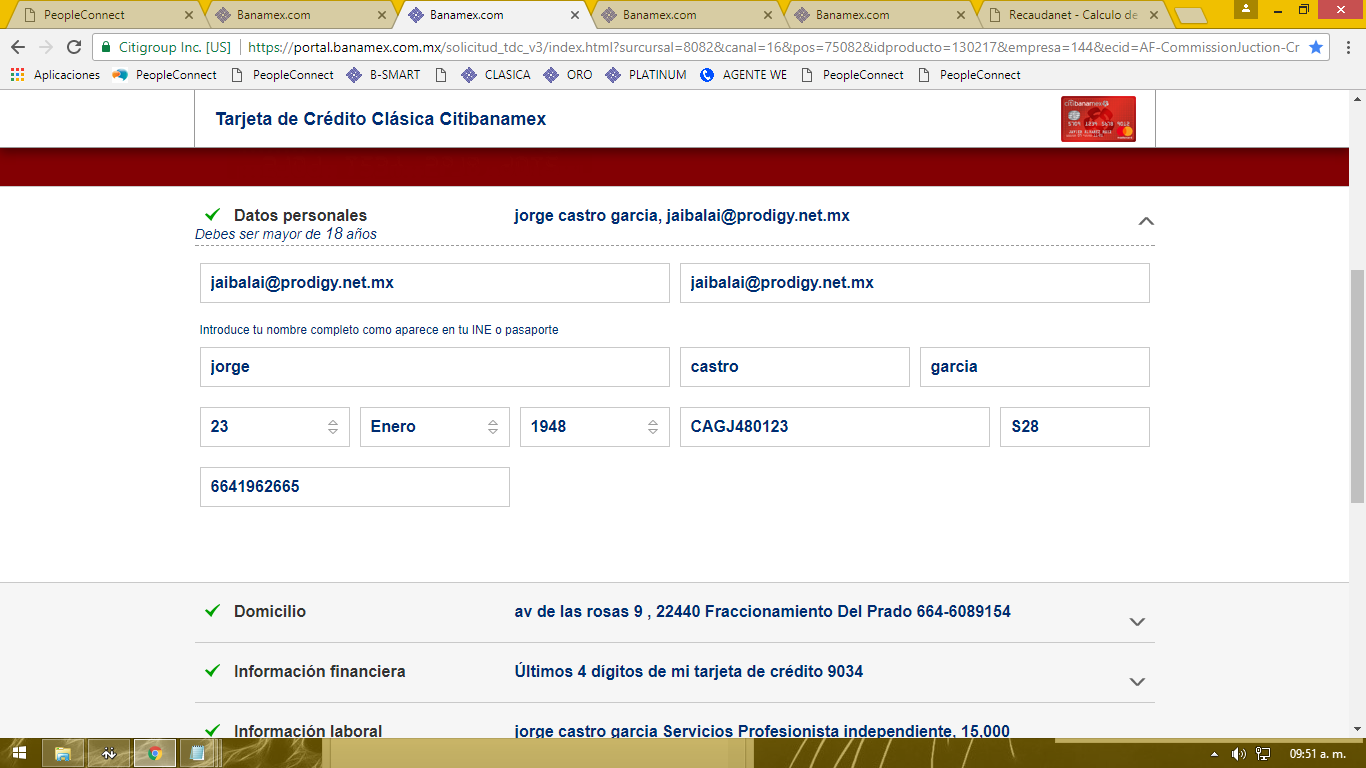 PeopleConnect
Banamex.com
Banamex.com
Banamex.com
Banamex.com
Recaudanet - Calculo de
Citigroup Inc. [US]
https://portal.banamex.com.mx/solicitud_tdc_v3/index.html?surcursal=8082&canal=16&pos=75082&idproducto=130217&empresa=144&ecid=AF-CommissionJuction-Cr
Aplicaciones
PeopleConnect
PeopleConnect
B-SMART
CLASICA
ORO
PLATINUM
AGENTE WE
PeopleConnect
PeopleConnect
Tarjeta de Crédito Clásica Citibanamex
citibanamex
Datos personales
jorge castro garcia, jaibalai@prodigy.net.mx
Debes ser mayor de 18 años
jaibalai@prodigy.net.mx
jaibalai@prodigy.net.mx
Introduce tu nombre completo como aparece en tu INE o pasaporte
jorge
castro
garcia
23
Enero
1948
CAGJ480123
S28
6641962665
Domicilio
av de las rosas 9 , 22440 Fraccionamiento Del Prado 664-6089154
Información financiera
Últimos 4 dígitos de mi tarjeta de crédito 9034
Información laboral
jorge castro garcia Servicios Profesionista independiente, 15,000
09:51 a. m.